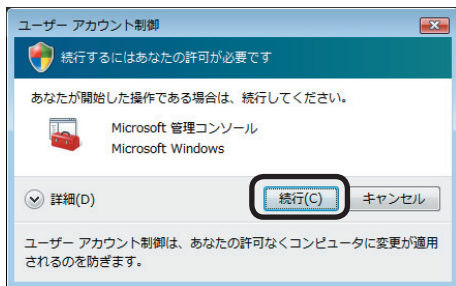 ユーザー アカウント制御
続行するにはあなたの許可が必要です
あなたが開始した操作である場合は、続行してください。
Microsoft 管理コンソール
Microsoft Windows
詳細(D)
続行(C)
キャンセル
ユーザー アカウント制御は、あなたの許可なくコンピュータに変更が適用
されるのを防ぎます。